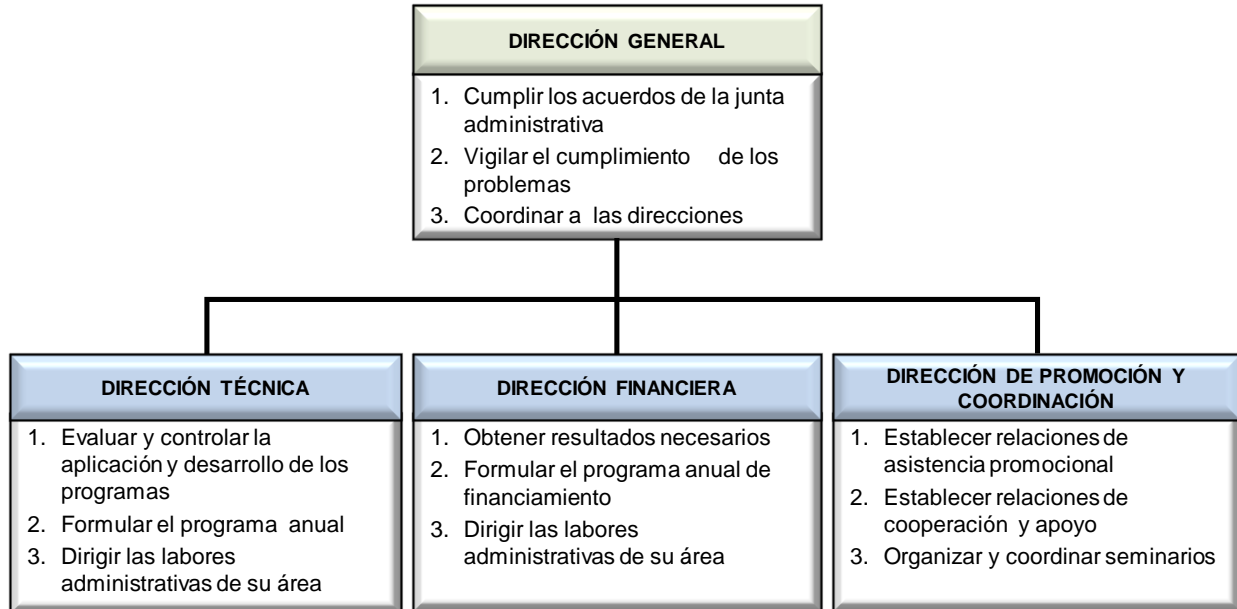 DIRECCIÓN GENERAL
1. Cumplir los acuerdos de la junta
administrativa
2. Vigilar el cumplimiento de los
problemas
3. Coordinar a las direcciones
DIRECCIÓN TÉCNICA
1. Evaluar y controlar la
aplicación y desarrollo de los
programas
2. Formular el programa anual
3. Dirigir las labores
administrativas de su área
DIRECCIÓN FINANCIERA
1. Obtener resultados necesarios
2. Formular el programa anual de
financiamiento
3. Dirigir las labores
administrativas de su área
DIRECCIÓN DE PROMOCIÓN Y
COORDINACIÓN
1. Establecer relaciones de
asistencia promocional
2. Establecer relaciones de
cooperación y apoyo
3. Organizar y coordinar seminarios